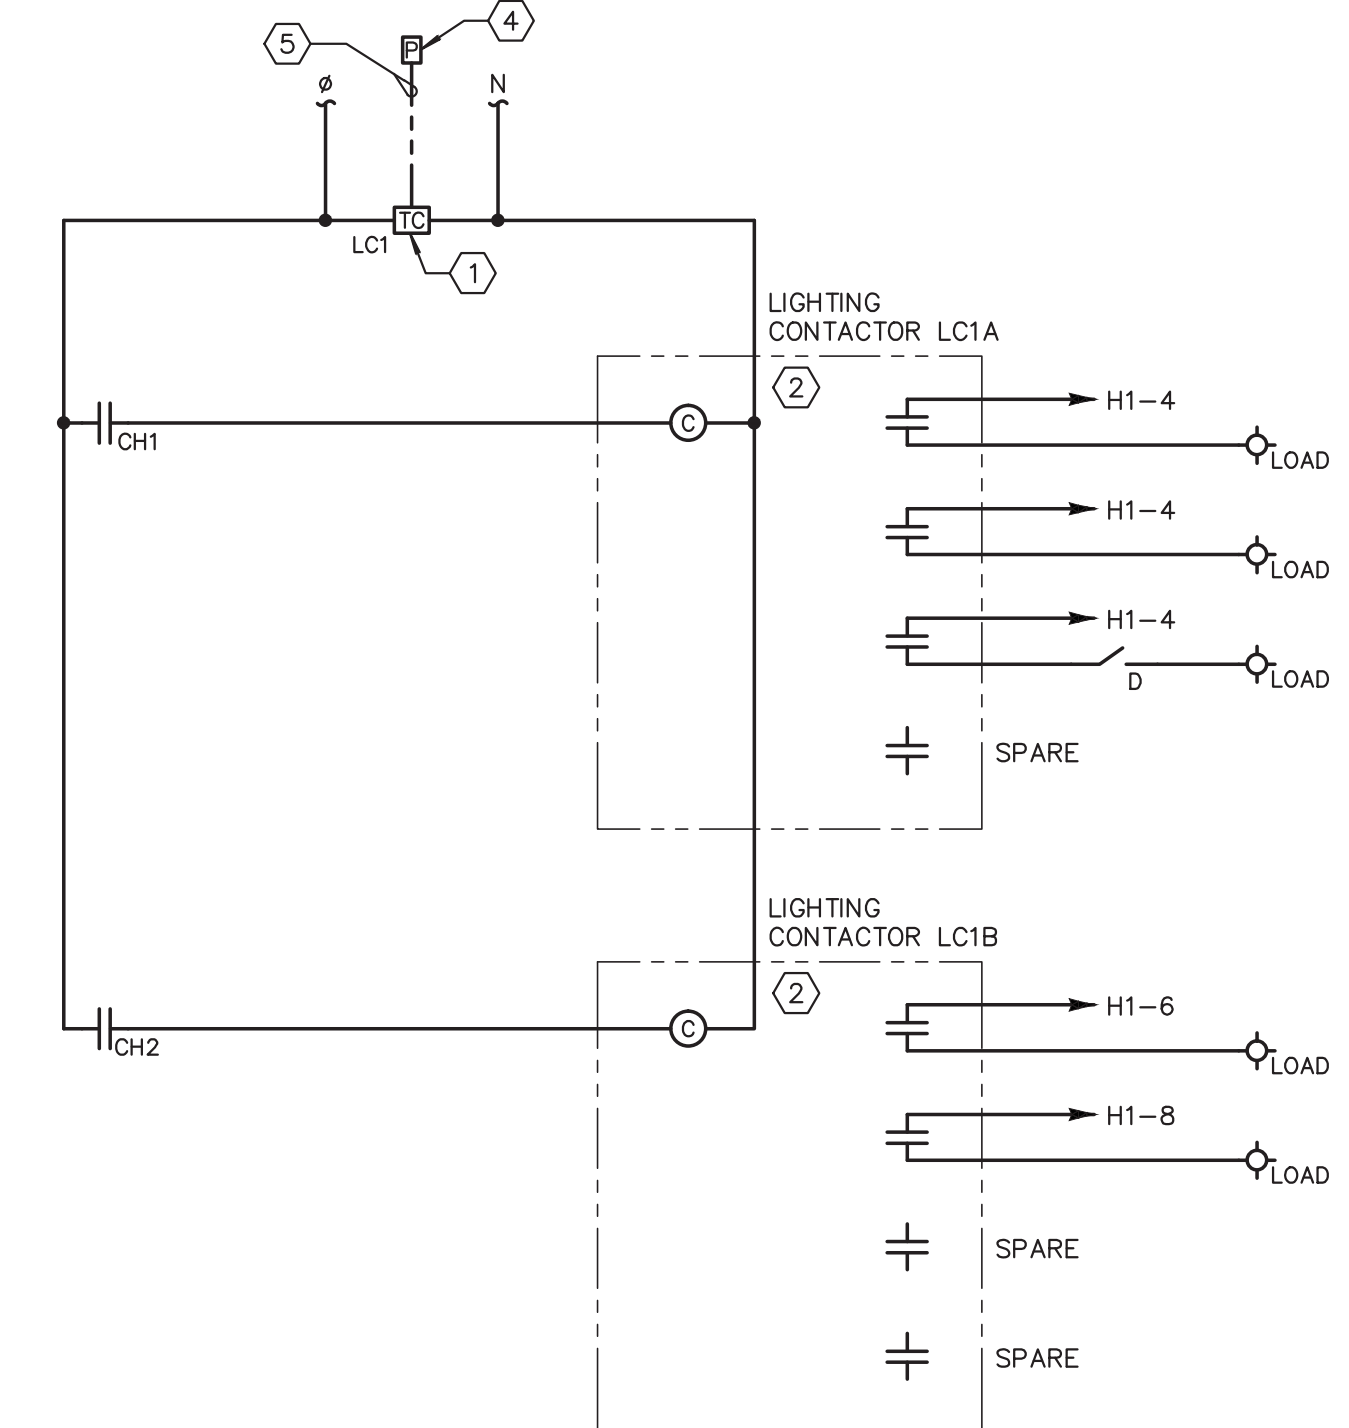 4
5
P
ø
N
TC
LC1
1
LIGHTING
CONTACTOR LC1A
2
H1-4
C
CH1
LOAD
H1-4
LOAD
H1-4
LOAD
D
SPARE
LIGHTING
CONTACTOR LC1B
2
H1-6
C
CH2
LOAD
H1-8
LOAD
SPARE
SPARE